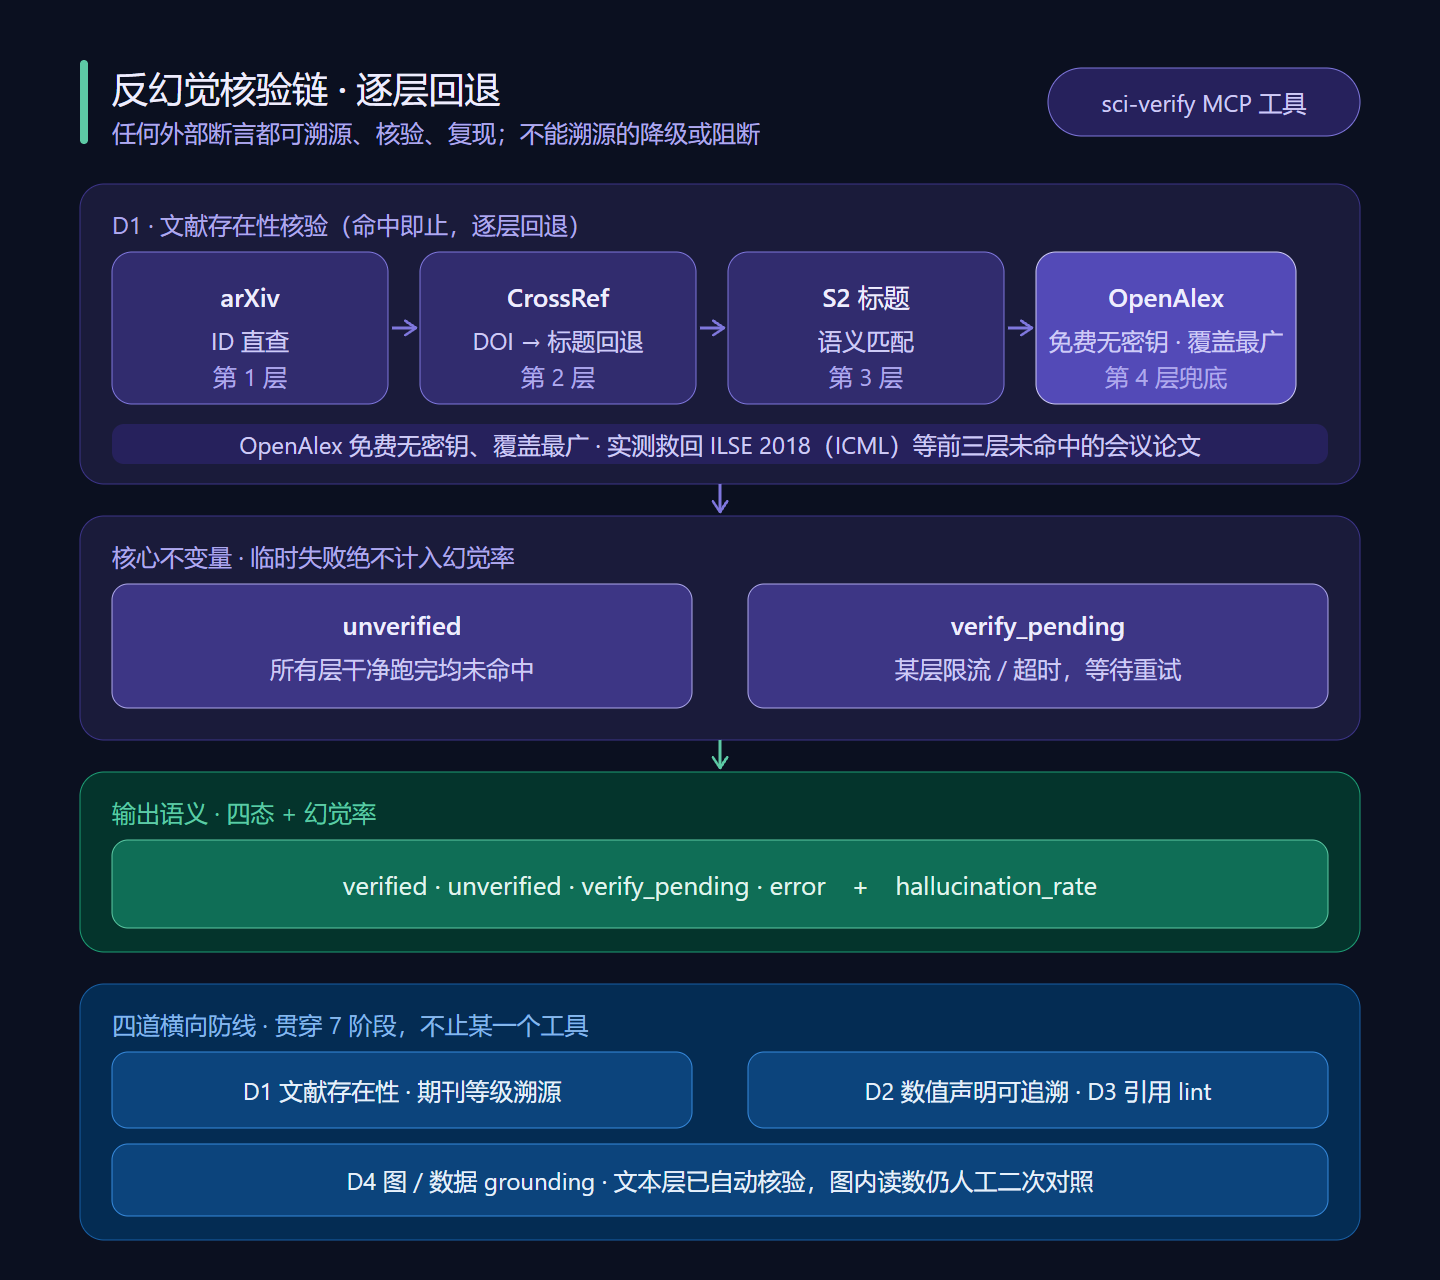 反幻觉核验链 · 逐层回退
任何外部断言都可溯源、核验、复现；不能溯源的降级或阻断
sci-verify MCP 工具
D1 · 文献存在性核验（命中即止，逐层回退）
arXiv
ID 直查
第 1 层
CrossRef
DOI → 标题回退
第 2 层
S2 标题
语义匹配
第 3 层
OpenAlex
免费无密钥 · 覆盖最广
第 4 层兜底
OpenAlex 免费无密钥、覆盖最广 · 实测救回 ILSE 2018（ICML）等前三层未命中的会议论文
核心不变量 · 临时失败绝不计入幻觉率
unverified
所有层干净跑完均未命中
verify_pending
某层限流 / 超时，等待重试
输出语义 · 四态 + 幻觉率
verified · unverified · verify_pending · error + hallucination_rate
四道横向防线 · 贯穿 7 阶段，不止某一个工具
D1 文献存在性 · 期刊等级溯源
D2 数值声明可追溯 · D3 引用 lint
D4 图 / 数据 grounding · 文本层已自动核验，图内读数仍人工二次对照